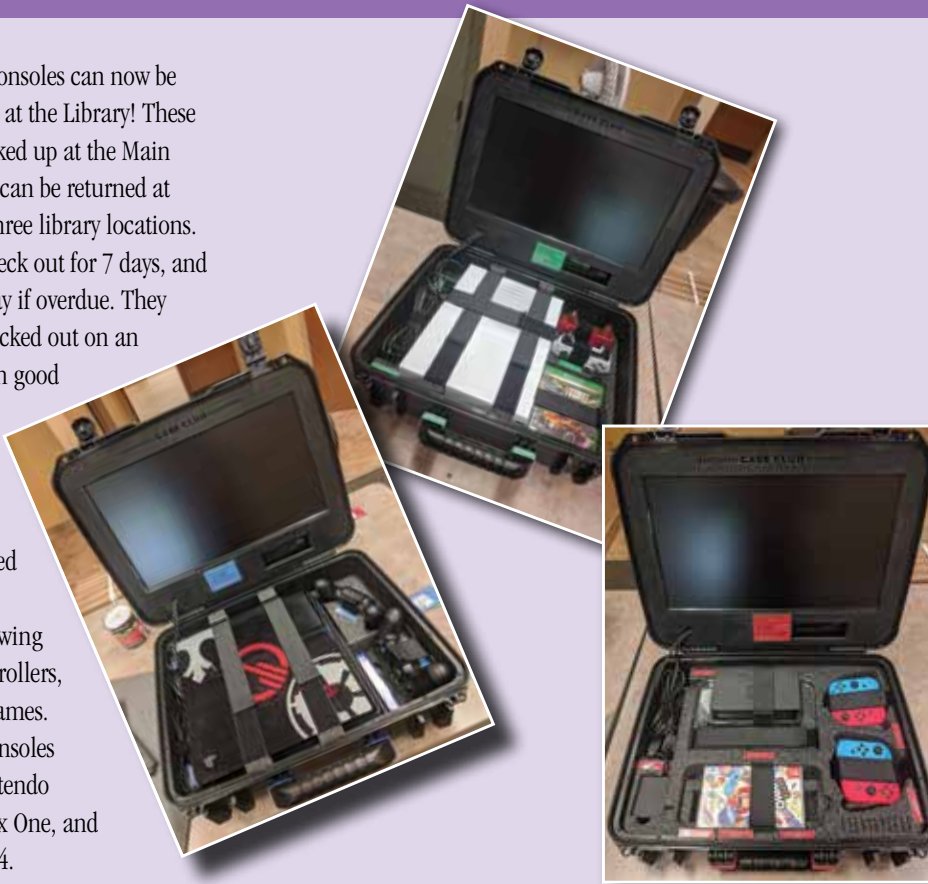 onsoles can now be
at the Library! These
ked up at the Main
can be returned at
hree library locations.
eck out for 7 days, and
y if overdue. They
cked out on an
n good
ed
wing
rollers,
ames.
nsoles
tendo
x One, and
4.
CASE CLUB